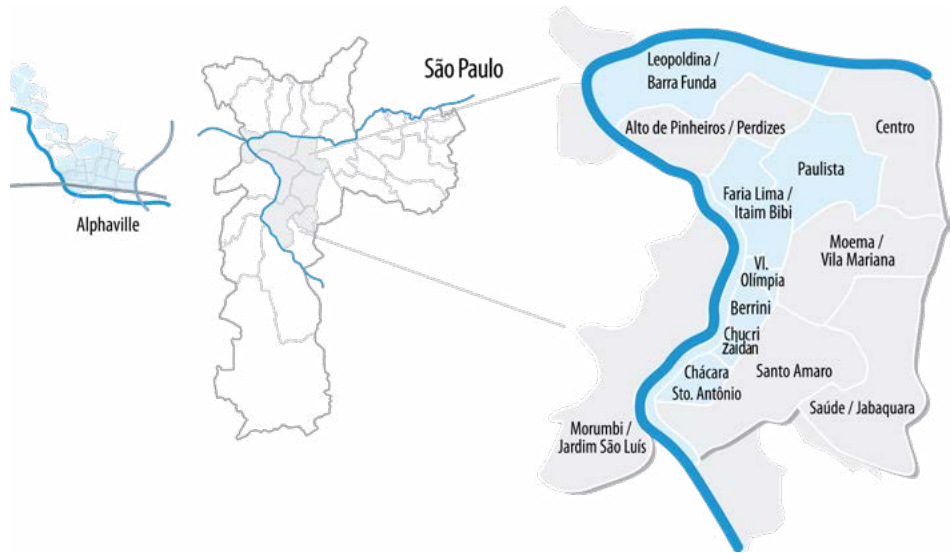 São Paulo
Alphaville
Leopoldina /
Barra Funda
Alto de Pinheiros / Perdizes
Centro
Paulista
Faria Lima /
Itaim Bibi
Moema /
Vila Mariana
Vl.
Olímpia
Berrini
Chucri
Zaidan
Chácara
Sto. Antônio
Santo Amaro
Saúde / Jabaquara
Morumbi /
Jardim São Luís